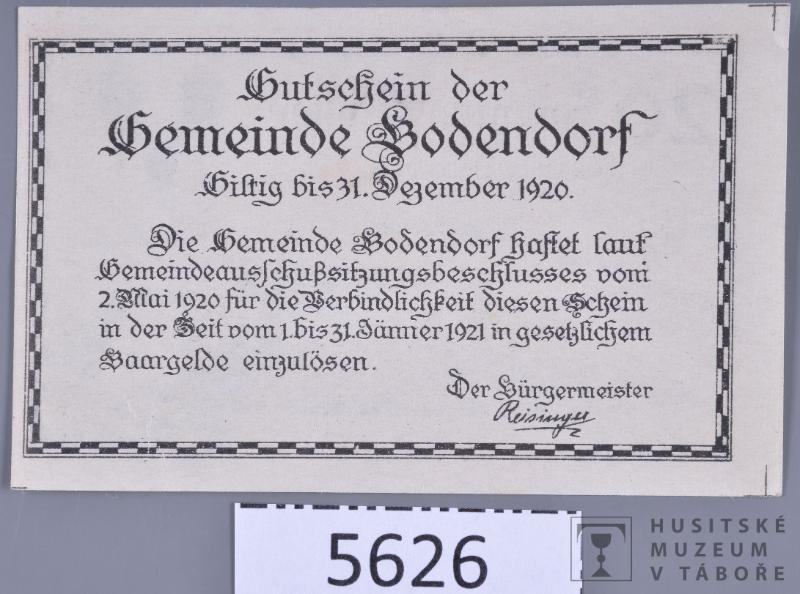 Gutschein der
Gemeinde Bodendorf
Giltig bis 31. Dezember 1920.
Die Gemeinde Bodendorf haftet laut
Gemeindeausschußsitzungsbeschlusses vom
2. Mai 1920 für die Verbindlichkeit diesen Schein
in der Zeit vom 1. bis 31. Jänner 1921 in gesetzlichem
Baargelde einzulösen.
Der Bürgermeister
Reisinger
5626
HUSITSKÉ
MUZEUM
V TÁBOŘE